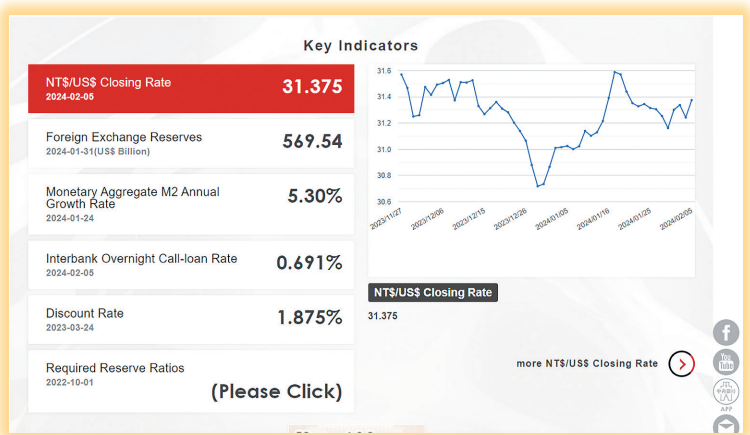 Key Indicators
NT$/US$ Closing Rate
31.375
2024-02-05
Foreign Exchange Reserves
569.54
2024-01-31(US$ Billion)
Monetary Aggregate M2 Annual
Growth Rate
5.30%
2024-01-24
Interbank Overnight Call-loan Rate
0.691%
2024-02-05
Discount Rate
1.875%
2023-03-24
Required Reserve Ratios
2022-10-01
(Please Click)
31.6
31.4
31.2
31.0
30.8
30.6
2023/11/27
2023/12/06
2023/12/15
2023/12/26
2024/01/05
2024/01/16
2024/01/25
2024/02/05
NT$/US$ Closing Rate
31.375
more NT$/US$ Closing Rate
f
You
Tube
中央銀行
APP